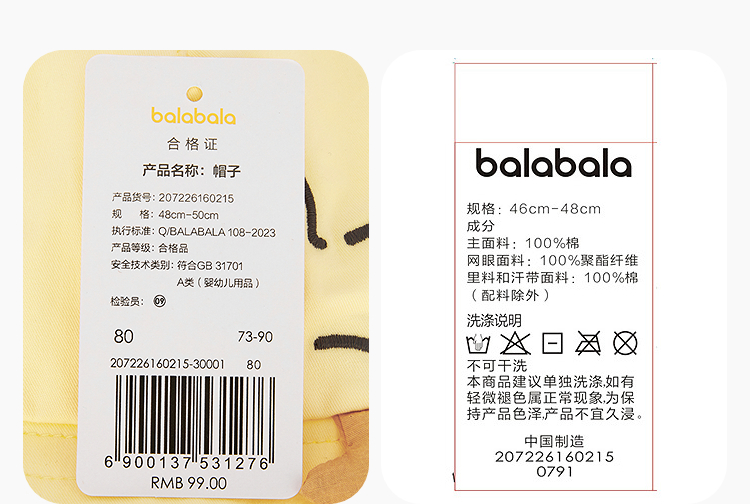 balabala
合格证
产品名称：帽子
产品货号：207226160215
规　　格：48cm-50cm
执行标准：Q/BALABALA 108-2023
产品等级：合格品
安全技术类别：符合GB 31701
A类（婴幼儿用品）
检验员：09
80 73-90
207226160215-30001 80
6 900137 531276
RMB 99.00
balabala
规格：46cm-48cm
成分
主面料：100%棉
网眼面料：100%聚酯纤维
里料和汗带面料：100%棉
（配料除外）
洗涤说明
不可干洗
本商品建议单独洗涤,如有
轻微褪色属正常现象,为保
持产品色泽,产品不宜久浸。
中国制造
207226160215
0791